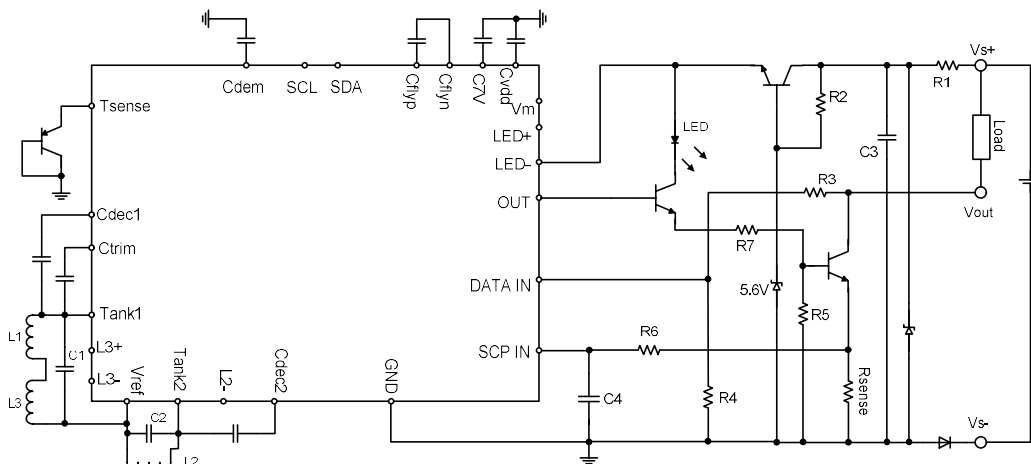 Cdem
SCL
SDA
Cflyp
Cflyn
C7V
Cvdd
Vs+
R1
Tsense
Vm
R2
LED+
LED
Load
LED-
C3
OUT
R3
Cdec1
Vout
Ctrim
R7
DATA IN
5.6V
R5
Tank1
L1
L3+
C1
R6
SCP IN
L3-
Vref
Tank2
L2-
Cdec2
GND
Rsense
L3
C4
R4
C2
Vs-
L2